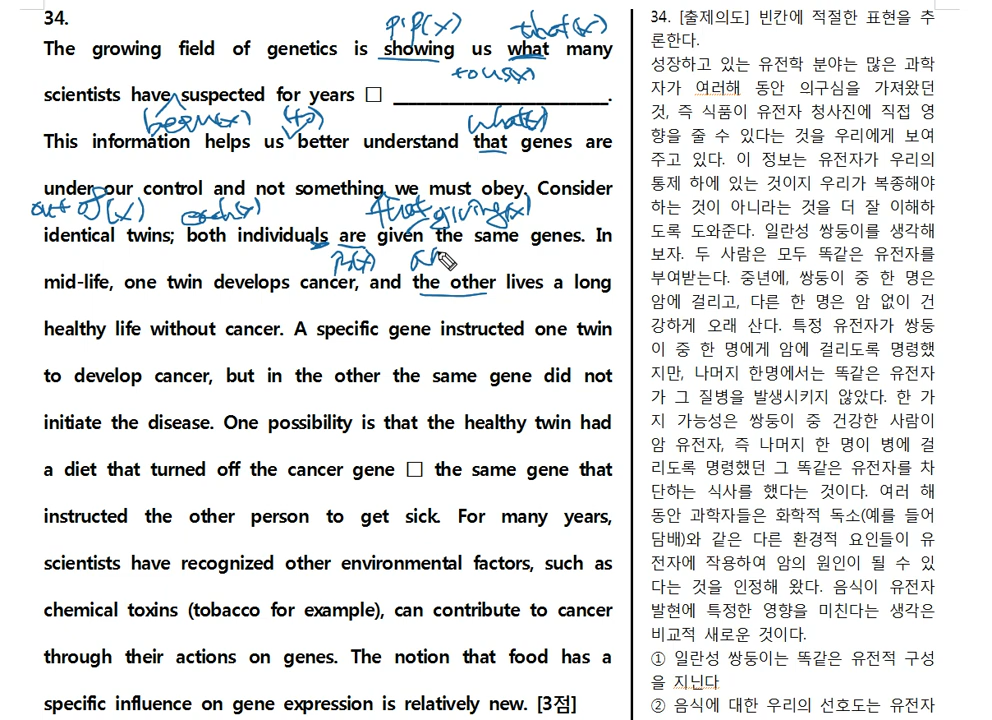 34.
p.p(x) that(x)
The growing field of genetics is showing us what many
to us(x)
scientists have suspected for years □ ______________________.
been(x) (to) what(x)
This information helps us better understand that genes are
under our control and not something we must obey. Consider
out of(x) each(x) giving(x)
identical twins; both individuals are given the same genes. In
mid-life, one twin develops cancer, and the other lives a long
healthy life without cancer. A specific gene instructed one twin
to develop cancer, but in the other the same gene did not
initiate the disease. One possibility is that the healthy twin had
a diet that turned off the cancer gene □ the same gene that
instructed the other person to get sick. For many years,
scientists have recognized other environmental factors, such as
chemical toxins (tobacco for example), can contribute to cancer
through their actions on genes. The notion that food has a
specific influence on gene expression is relatively new. [3점]
34. [출제의도] 빈칸에 적절한 표현을 추
론한다.
성장하고 있는 유전학 분야는 많은 과학
자가 여러해 동안 의구심을 가져왔던
것, 즉 식품이 유전자 청사진에 직접 영
향을 줄 수 있다는 것을 우리에게 보여
주고 있다. 이 정보는 유전자가 우리의
통제 하에 있는 것이지 우리가 복종해야
하는 것이 아니라는 것을 더 잘 이해하
도록 도와준다. 일란성 쌍둥이를 생각해
보자. 두 사람은 모두 똑같은 유전자를
부여받는다. 중년에, 쌍둥이 중 한 명은
암에 걸리고, 다른 한 명은 암 없이 건
강하게 오래 산다. 특정 유전자가 쌍둥
이 중 한 명에게 암에 걸리도록 명령했
지만, 나머지 한명에서는 똑같은 유전자
가 그 질병을 발생시키지 않았다. 한 가
지 가능성은 쌍둥이 중 건강한 사람이
암 유전자, 즉 나머지 한 명이 병에 걸
리도록 명령했던 그 똑같은 유전자를 차
단하는 식사를 했다는 것이다. 여러 해
동안 과학자들은 화학적 독소(예를 들어
담배)와 같은 다른 환경적 요인들이 유
전자에 작용하여 암의 원인이 될 수 있
다는 것을 인정해 왔다. 음식이 유전자
발현에 특정한 영향을 미친다는 생각은
비교적 새로운 것이다.
① 일란성 쌍둥이는 똑같은 유전적 구성
을 지닌다
② 음식에 대한 우리의 선호도는 유전자